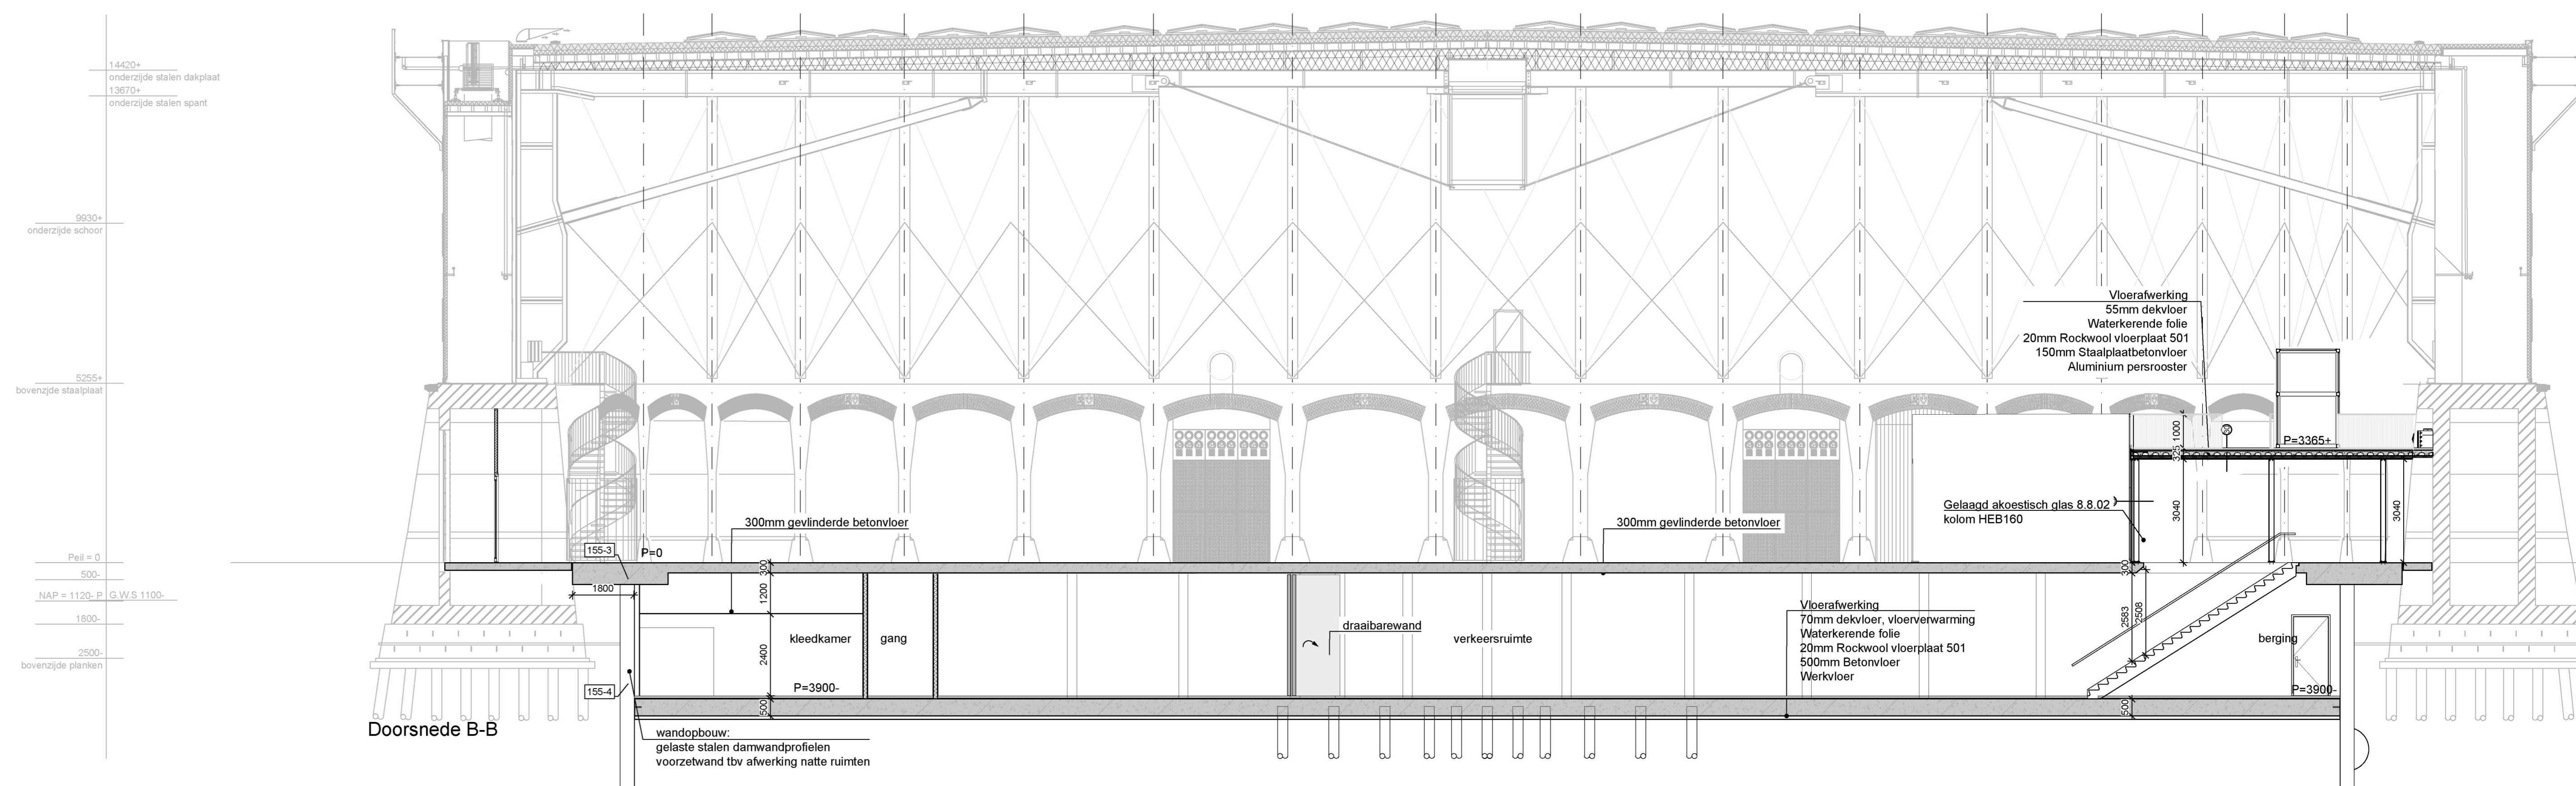 14420+
onderzijde stalen dakplaat
13670+
onderzijde stalen spant
9930+
onderzijde schoor
5255+
bovenzijde staalplaat
Peil = 0
500-
NAP = 1120- P G.W.S 1100-
1800-
2500-
bovenzijde planken
Doorsnede B-B
155-3
P=0
1800
155-4
300mm gevlinderde betonvloer
300
1200
2400
500
kleedkamer
gang
P=3900-
wandopbouw:
gelaste stalen damwandprofielen
voorzetwand tbv afwerking natte ruimten
draaibarewand
verkeersruimte
300mm gevlinderde betonvloer
Vloerafwerking
70mm dekvloer, vloerverwarming
Waterkerende folie
20mm Rockwool vloerplaat 501
500mm Betonvloer
Werkvloer
Vloerafwerking
55mm dekvloer
Waterkerende folie
20mm Rockwool vloerplaat 501
150mm Staalplaatbetonvloer
Aluminium persrooster
1000
325
P=3365+
Gelaagd akoestisch glas 8.8.02
kolom HEB160
3040
3040
300
2583
2508
500
berging
P=3900-